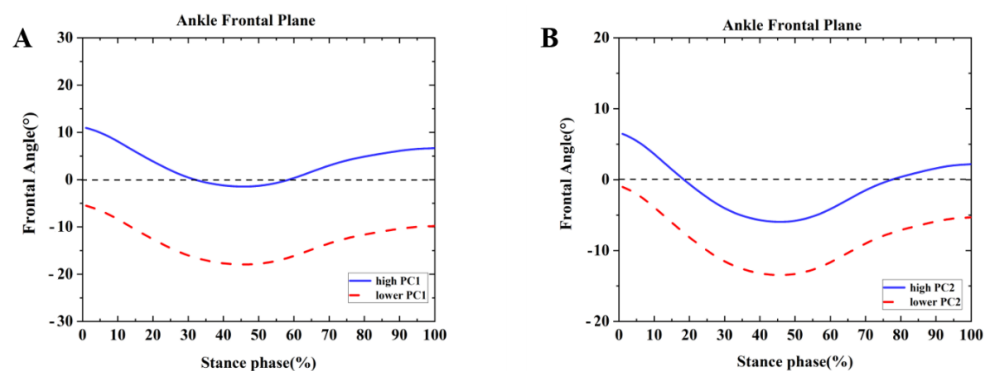 A
Ankle Frontal Plane
Frontal Angle(°)
30
20
10
0
-10
-20
-30
high PC1
lower PC1
0 10 20 30 40 50 60 70 80 90 100
Stance phase(%)
B
Ankle Frontal Plane
Frontal Angle(°)
20
10
0
-10
-20
high PC2
lower PC2
0 10 20 30 40 50 60 70 80 90 100
Stance phase(%)